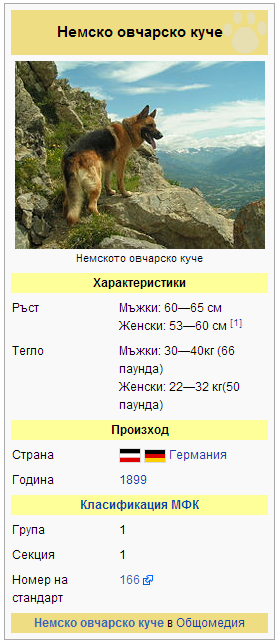 Немско овчарско куче
Немското овчарско куче
Характеристики
Ръст Мъжки: 60—65 см
Женски: 53—60 см [1]
Тегло Мъжки: 30—40кг (66
паунда)
Женски: 22—32 кг(50
паунда)
Произход
Страна Германия
Година 1899
Класификация МФК
Група 1
Секция 1
Номер на 166
стандарт
Немско овчарско куче в Общомедия